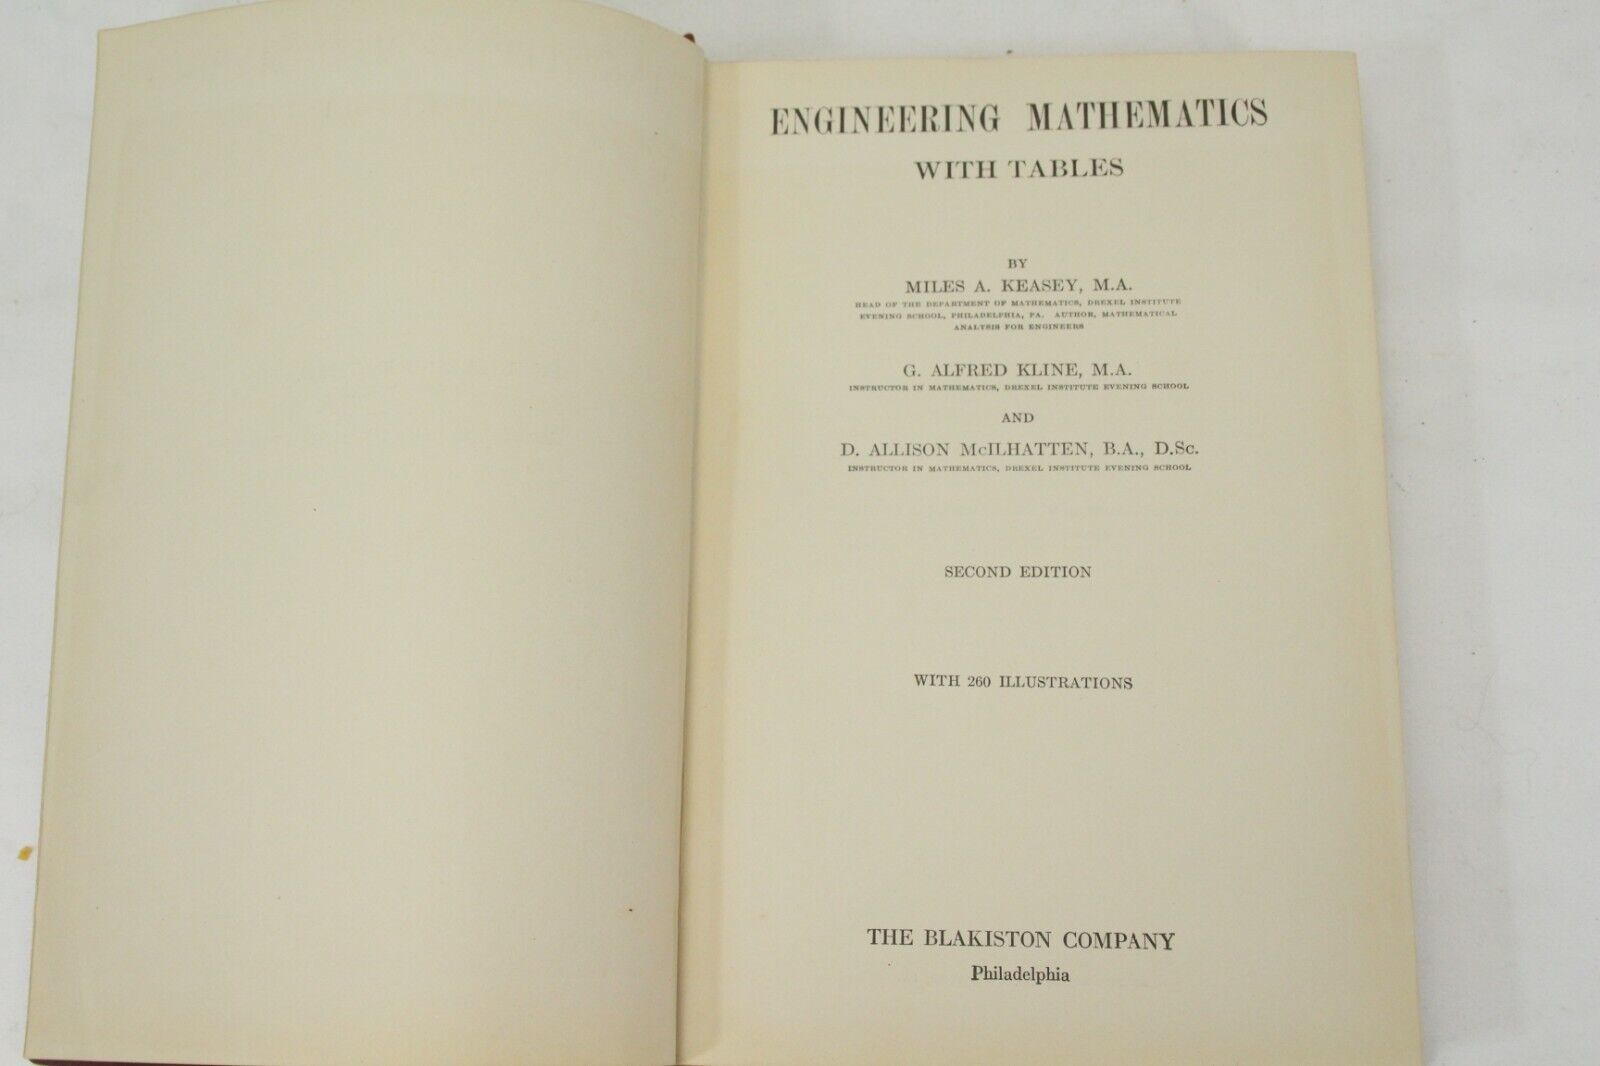 ENGINEERING MATHEMATICS
WITH TABLES
BY
MILES A. KEASEY, M.A.
HEAD OF THE DEPARTMENT OF MATHEMATICS, DREXEL INSTITUTE
EVENING SCHOOL, PHILADELPHIA, PA. AUTHOR, MATHEMATICAL
ANALYSIS FOR ENGINEERS
G. ALFRED KLINE, M.A.
INSTRUCTOR IN MATHEMATICS, DREXEL INSTITUTE EVENING SCHOOL
AND
D. ALLISON McILHATTEN, B.A., D.Sc.
INSTRUCTOR IN MATHEMATICS, DREXEL INSTITUTE EVENING SCHOOL
SECOND EDITION
WITH 260 ILLUSTRATIONS
THE BLAKISTON COMPANY
Philadelphia